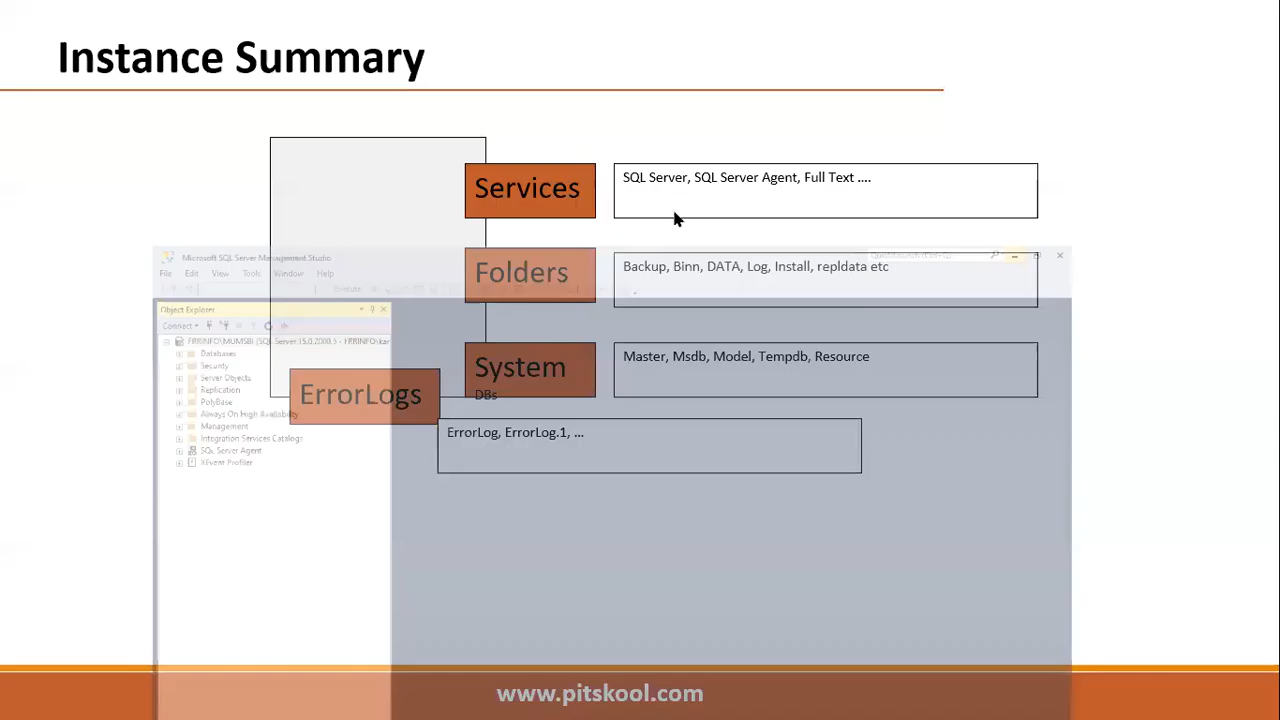 Instance Summary
Services
SQL Server, SQL Server Agent, Full Text ....
Microsoft SQL Server Management Studio
File Edit View Tools Window Help
Folders
Backup, Binn, DATA, Log, Install, repldata etc
Execute
Object Explorer
Connect
Databases
Security
Server Objects
Replication
PolyBase
Always On High Availability
Management
Integration Services Catalogs
SQL Server Agent
XEvent Profiler
System
DBs
Master, Msdb, Model, Tempdb, Resource
ErrorLogs
ErrorLog, ErrorLog.1, ...
www.pitskool.com